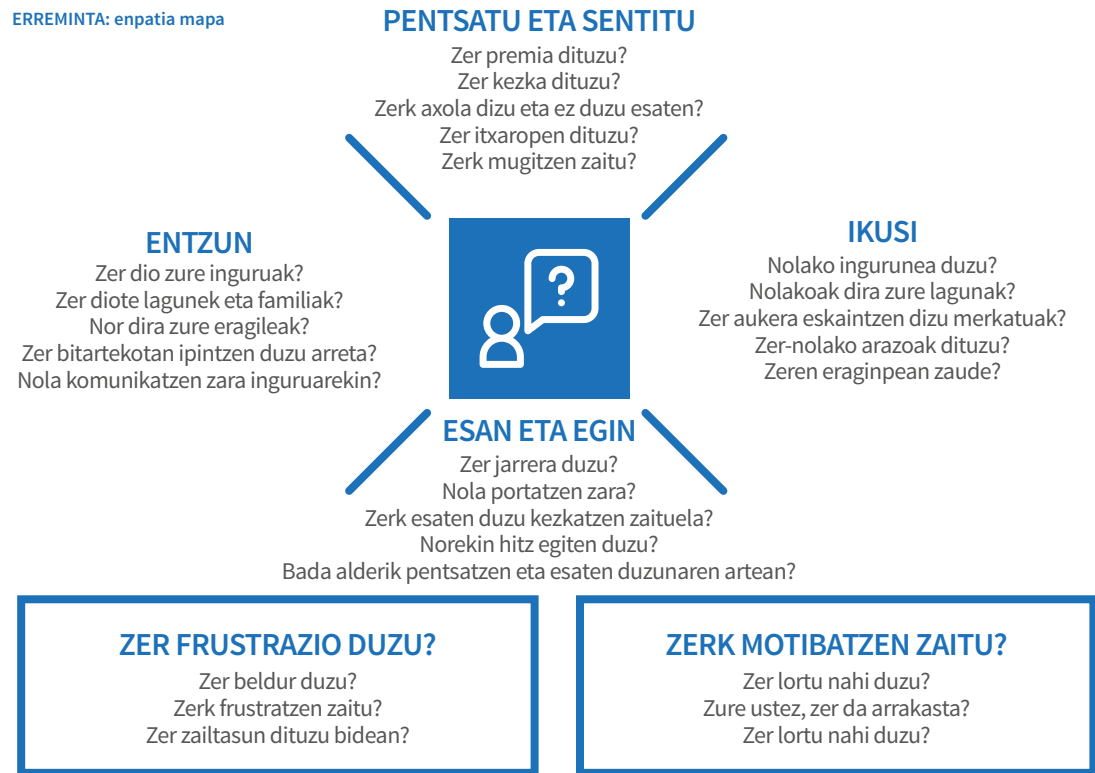 ERREMINTA: enpatia mapa
PENTSATU ETA SENTITU
Zer premia dituzu?
Zer kezka dituzu?
Zerk axola dizu eta ez duzu esaten?
Zer itxaropen dituzu?
Zerk mugitzen zaitu?
ENTZUN
Zer dio zure inguruak?
Zer diote lagunek eta familiak?
Nor dira zure eragileak?
Zer bitartekotan ipintzen duzu arreta?
Nola komunikatzen zara inguruarekin?
IKUSI
Nolako ingurunea duzu?
Nolakoak dira zure lagunak?
Zer aukera eskaintzen dizu merkatuak?
Zer-nolako arazoak dituzu?
Zeren eraginpean zaude?
?
ESAN ETA EGIN
Zer jarrera duzu?
Nola portatzen zara?
Zerk esaten duzu kezkatzen zaituela?
Norekin hitz egiten duzu?
Bada alderik pentsatzen eta esaten duzunaren artean?
ZER FRUSTRAZIO DUZU?
Zer beldur duzu?
Zerk frustratzen zaitu?
Zer zailtasun dituzu bidean?
ZERK MOTIBATZEN ZAITU?
Zer lortu nahi duzu?
Zure ustez, zer da arrakasta?
Zer lortu nahi duzu?